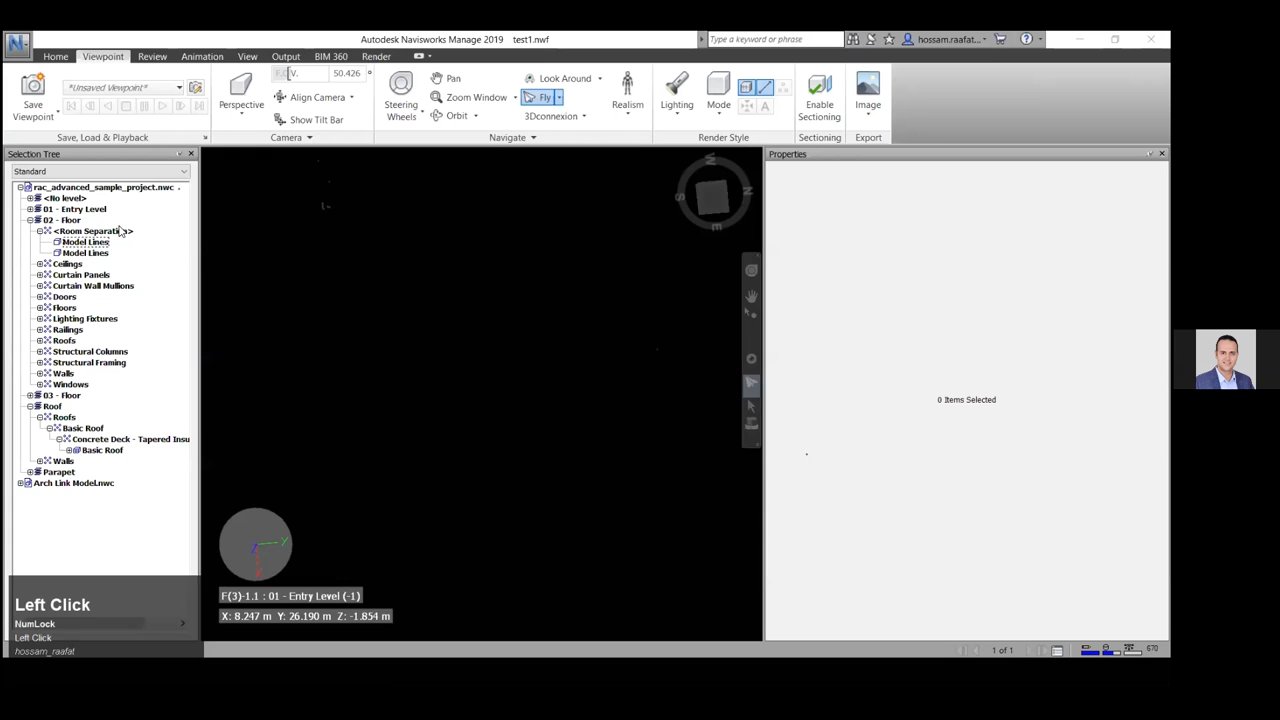 Autodesk Navisworks Manage 2019 test1.nwf
Type a keyword or phrase
hossam.raafat...
Home Viewpoint Review Animation View Output BIM 360 Render
Save Viewpoint
*Unsaved Viewpoint*
Save, Load & Playback
Perspective
50.426 °
Align Camera
Show Tilt Bar
Camera
Steering Wheels
Pan
Zoom Window
Orbit
Look Around
Fly
3Dconnexion
Navigate
Realism
Lighting
Mode
Render Style
Enable Sectioning
Sectioning
Image
Export
Selection Tree
Standard
rac_advanced_sample_project.nwc
<No level>
01 - Entry Level
02 - Floor
Model Lines
Model Lines
Ceilings
Curtain Panels
Curtain Wall Mullions
Doors
Floors
Lighting Fixtures
Railings
Roofs
Structural Columns
Structural Framing
Walls
Windows
03 - Floor
Roof
Roofs
Basic Roof
Concrete Deck - Tapered Insu
Basic Roof
Walls
Parapet
Arch Link Model.nwc
Properties
0 Items Selected
W
N
S
E
Y
Z
X
F(3)-1.1 : 01 - Entry Level (-1)
X: 8.247 m Y: 26.190 m Z: -1.854 m
Left Click
NumLock
Left Click
hossam_raafat
1 of 1
670